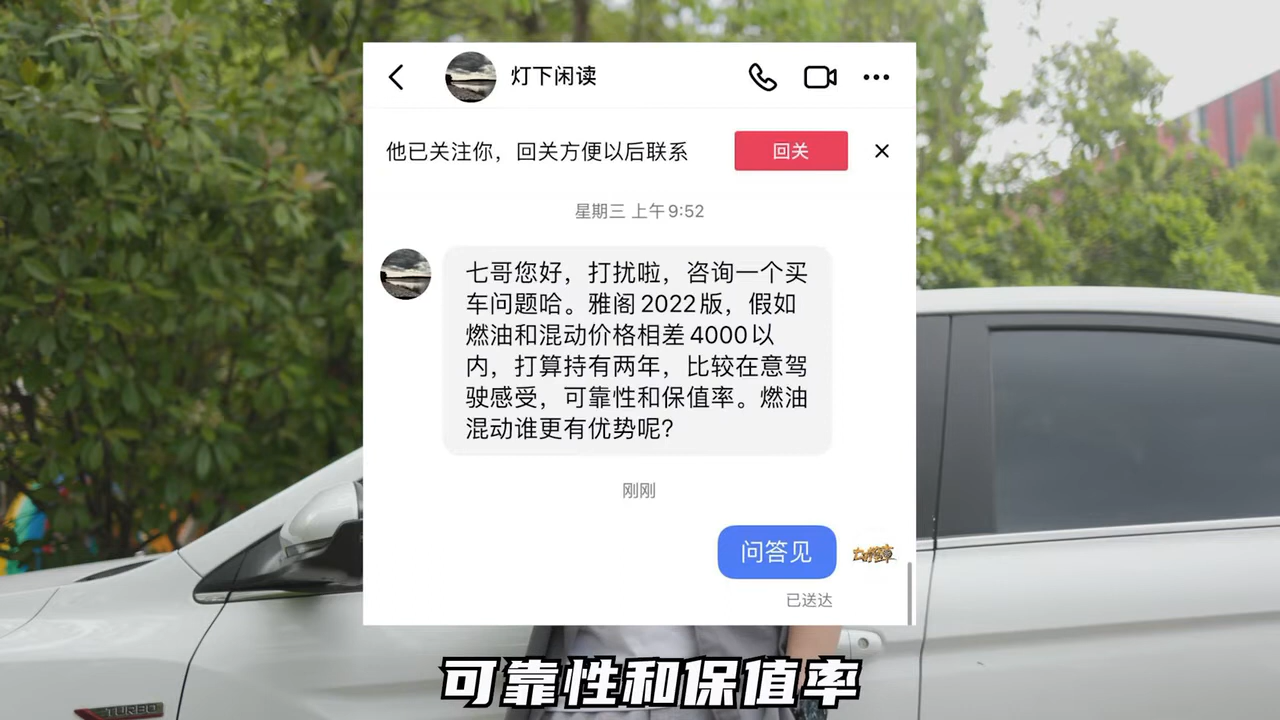 灯下闲读
他已关注你，回关方便以后联系
回关
星期三 上午9:52
七哥您好，打扰啦，咨询一个买
车问题哈。雅阁2022版，假如
燃油和混动价格相差4000以
内，打算持有两年，比较在意驾
驶感受，可靠性和保值率。燃油
混动谁更有优势呢？
刚刚
问答见
已送达
TURBO
可靠性和保值率